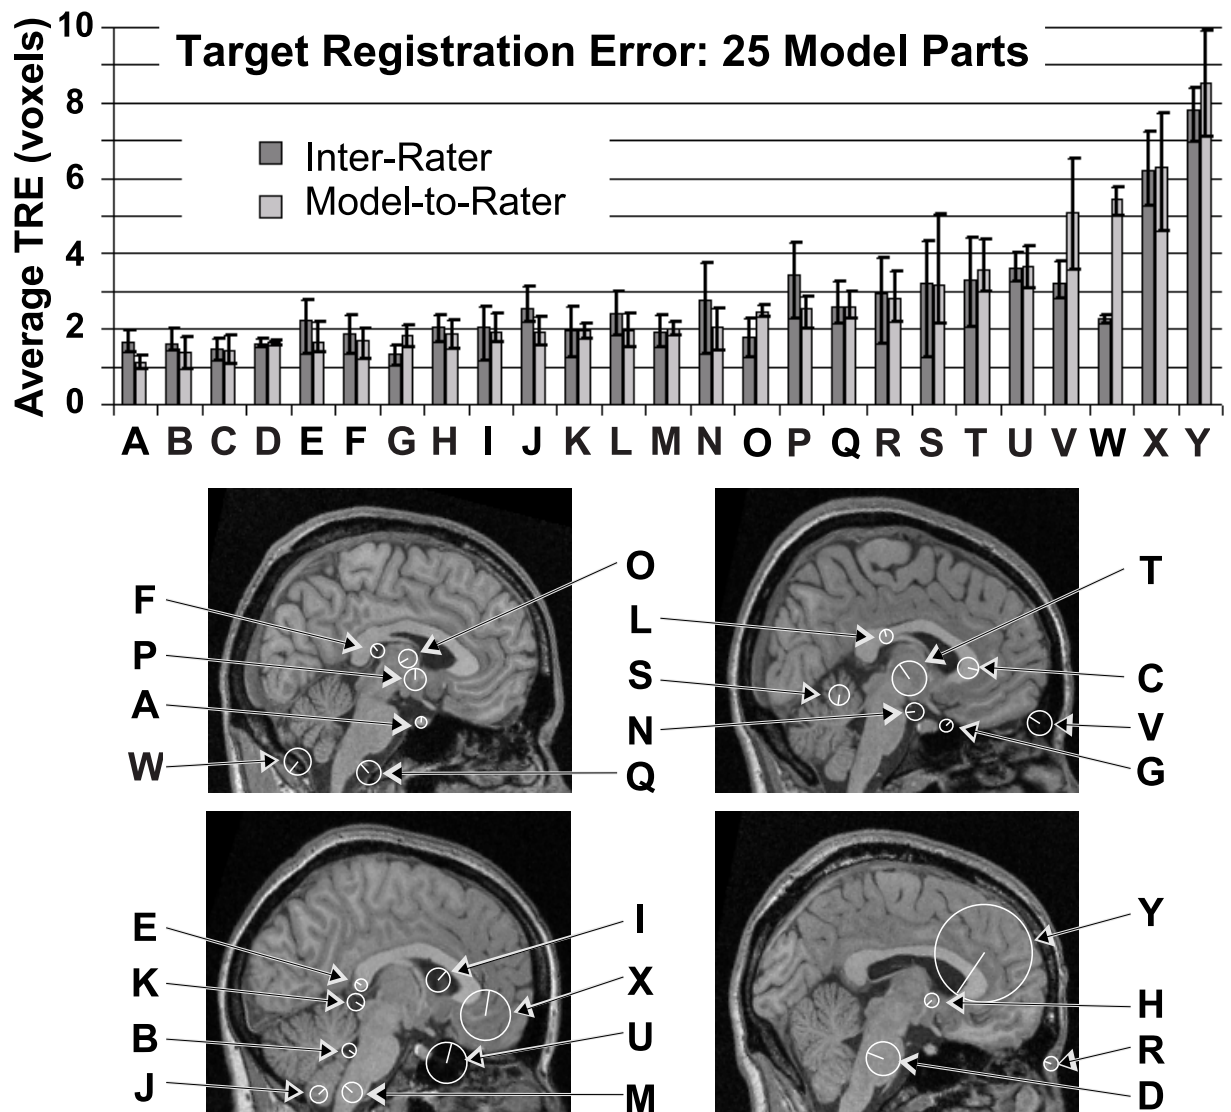 Target Registration Error: 25 Model Parts
Average TRE (voxels)
10
8
6
4
2
0
Inter-Rater
Model-to-Rater
A B C D E F G H I J K L M N O P Q R S T U V W X Y
F
P
A
W
O
Q
L
S
N
T
C
V
G
E
K
B
J
I
X
U
M
Y
H
R
D